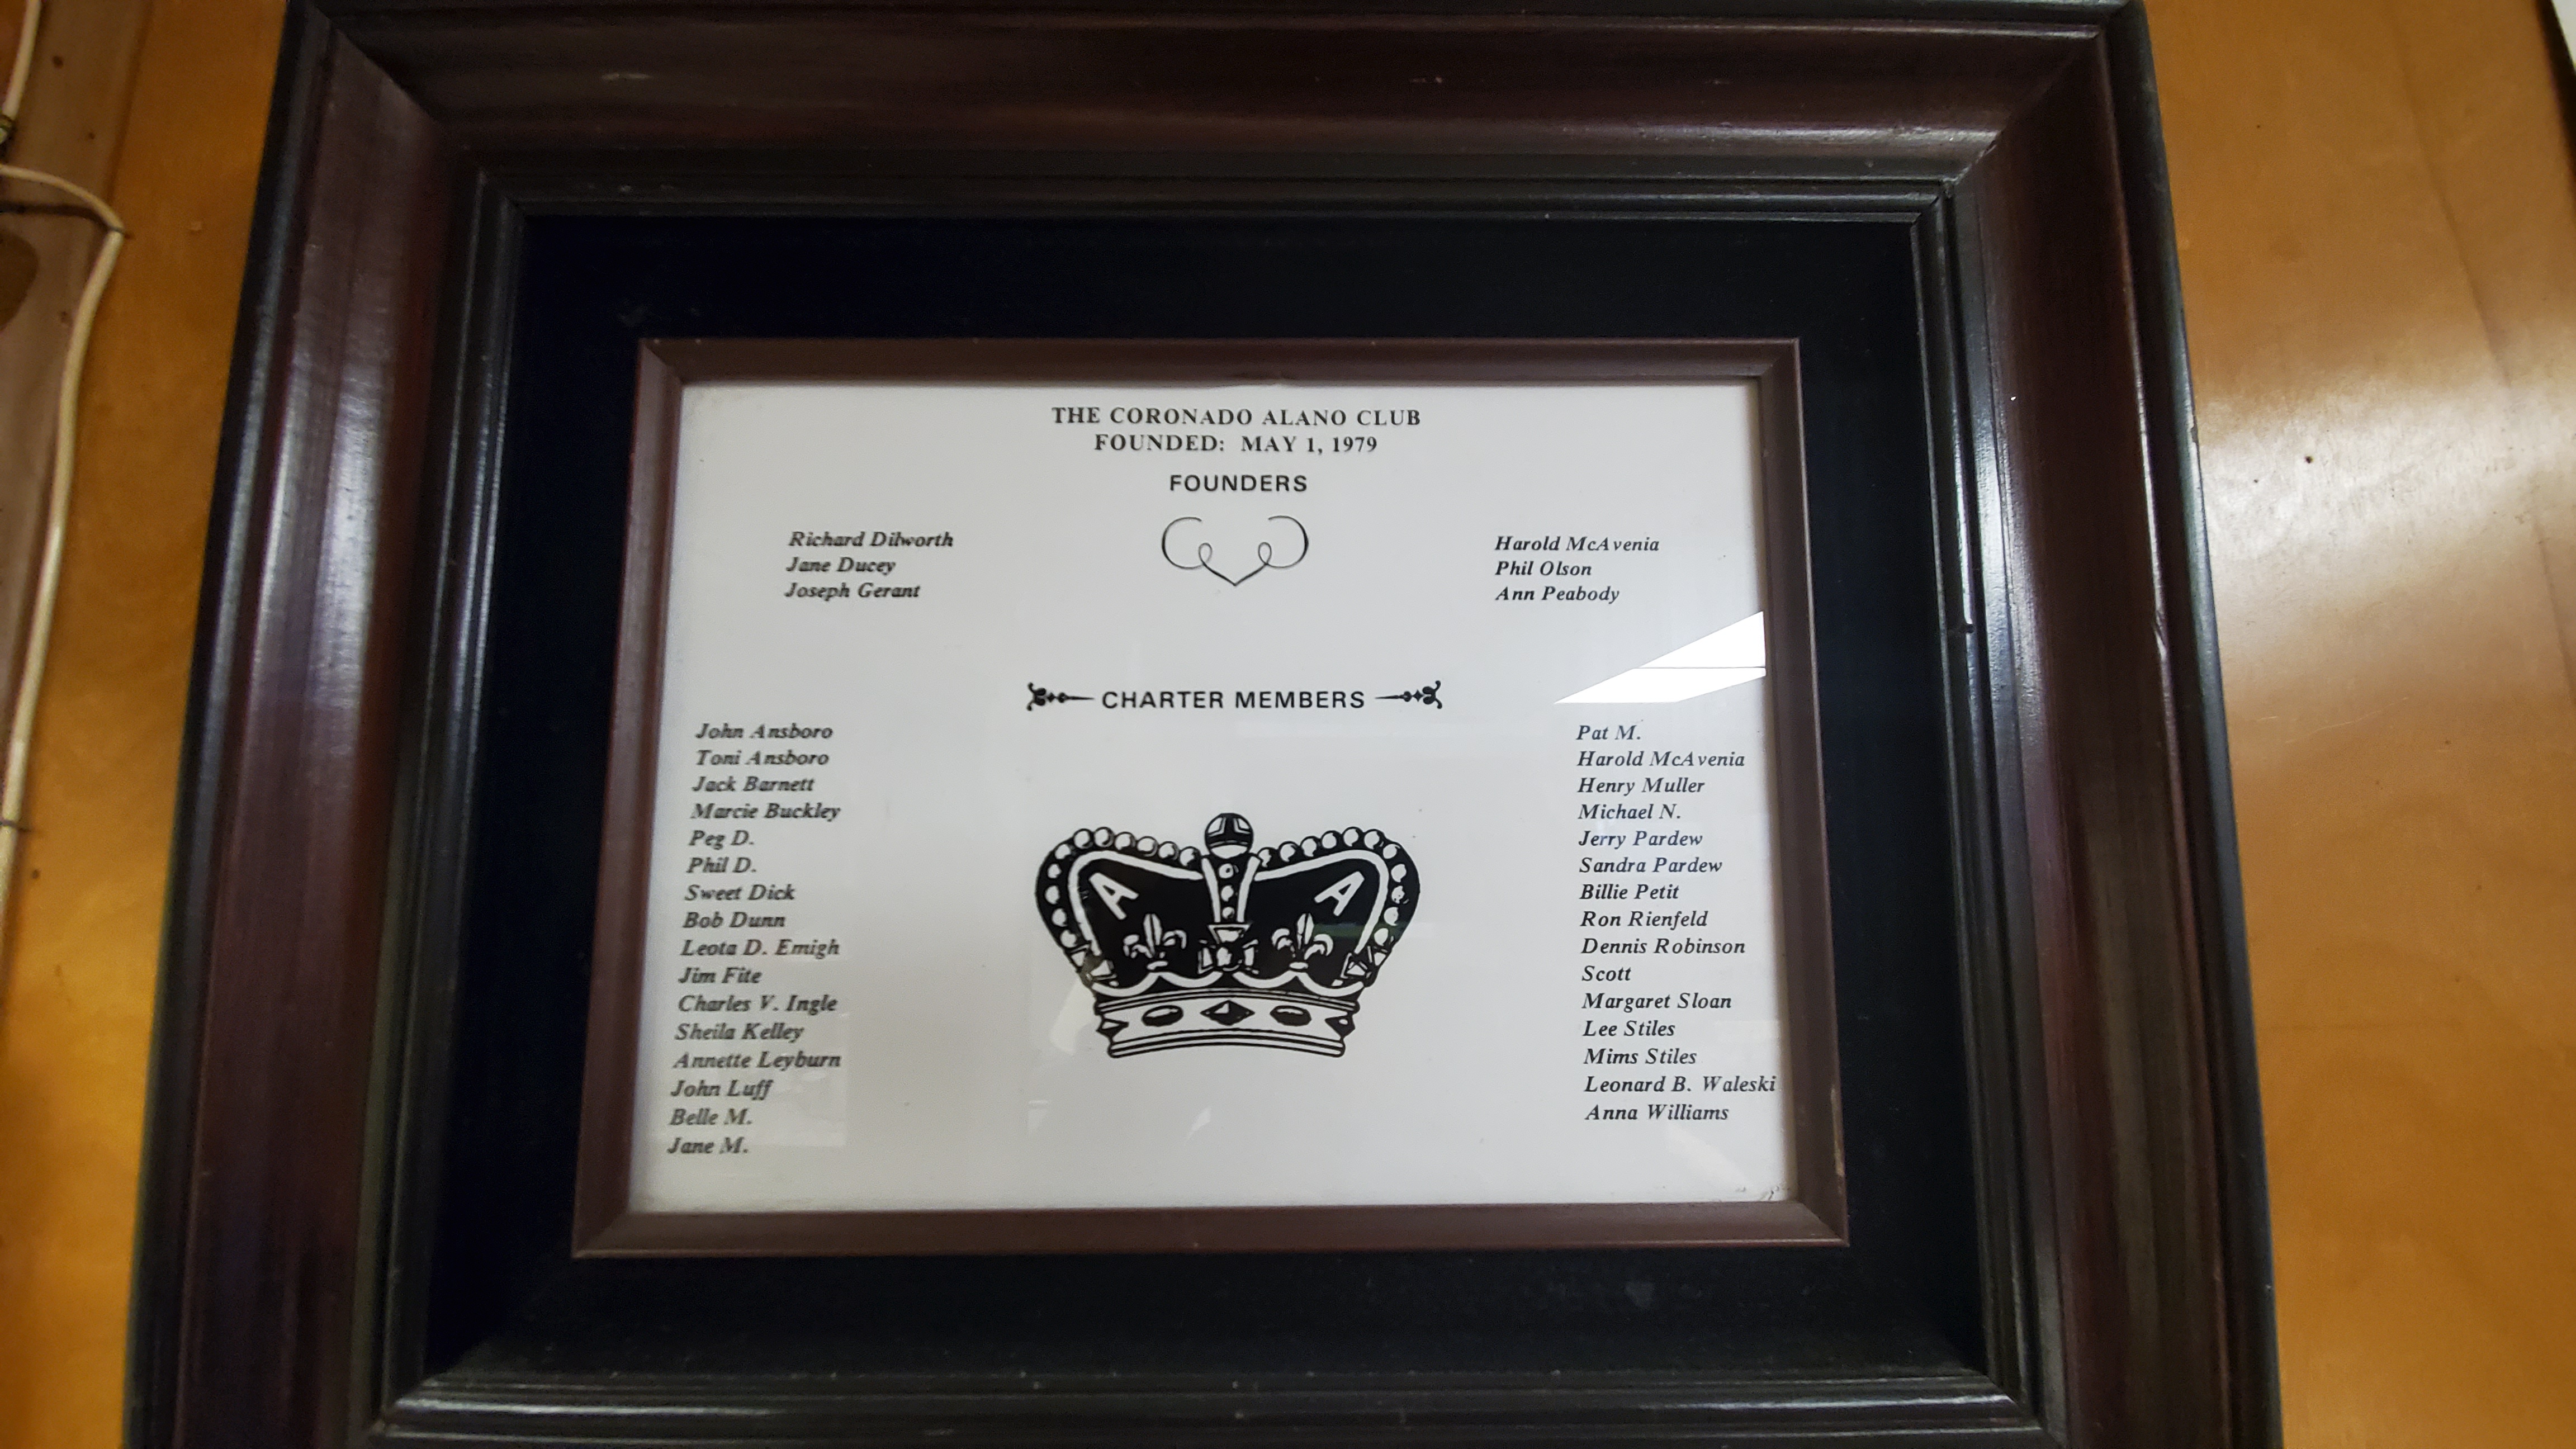 THE CORONADO ALANO CLUB
FOUNDED: MAY 1, 1979
FOUNDERS
Richard Dilworth
Jane Ducey
Joseph Gerant
Harold McAvenia
Phil Olson
Ann Peabody
CHARTER MEMBERS
John Ansboro
Toni Ansboro
Jack Barnett
Marcie Buckley
Peg D.
Phil D.
Sweet Dick
Bob Dunn
Leota D. Emigh
Jim Fite
Charles V. Ingle
Sheila Kelley
Annette Leyburn
John Luff
Belle M.
Jane M.
A A
Pat M.
Harold McAvenia
Henry Muller
Michael N.
Jerry Pardew
Sandra Pardew
Billie Petit
Ron Rienfeld
Dennis Robinson
Scott
Margaret Sloan
Lee Stiles
Mims Stiles
Leonard B. Waleski
Anna Williams